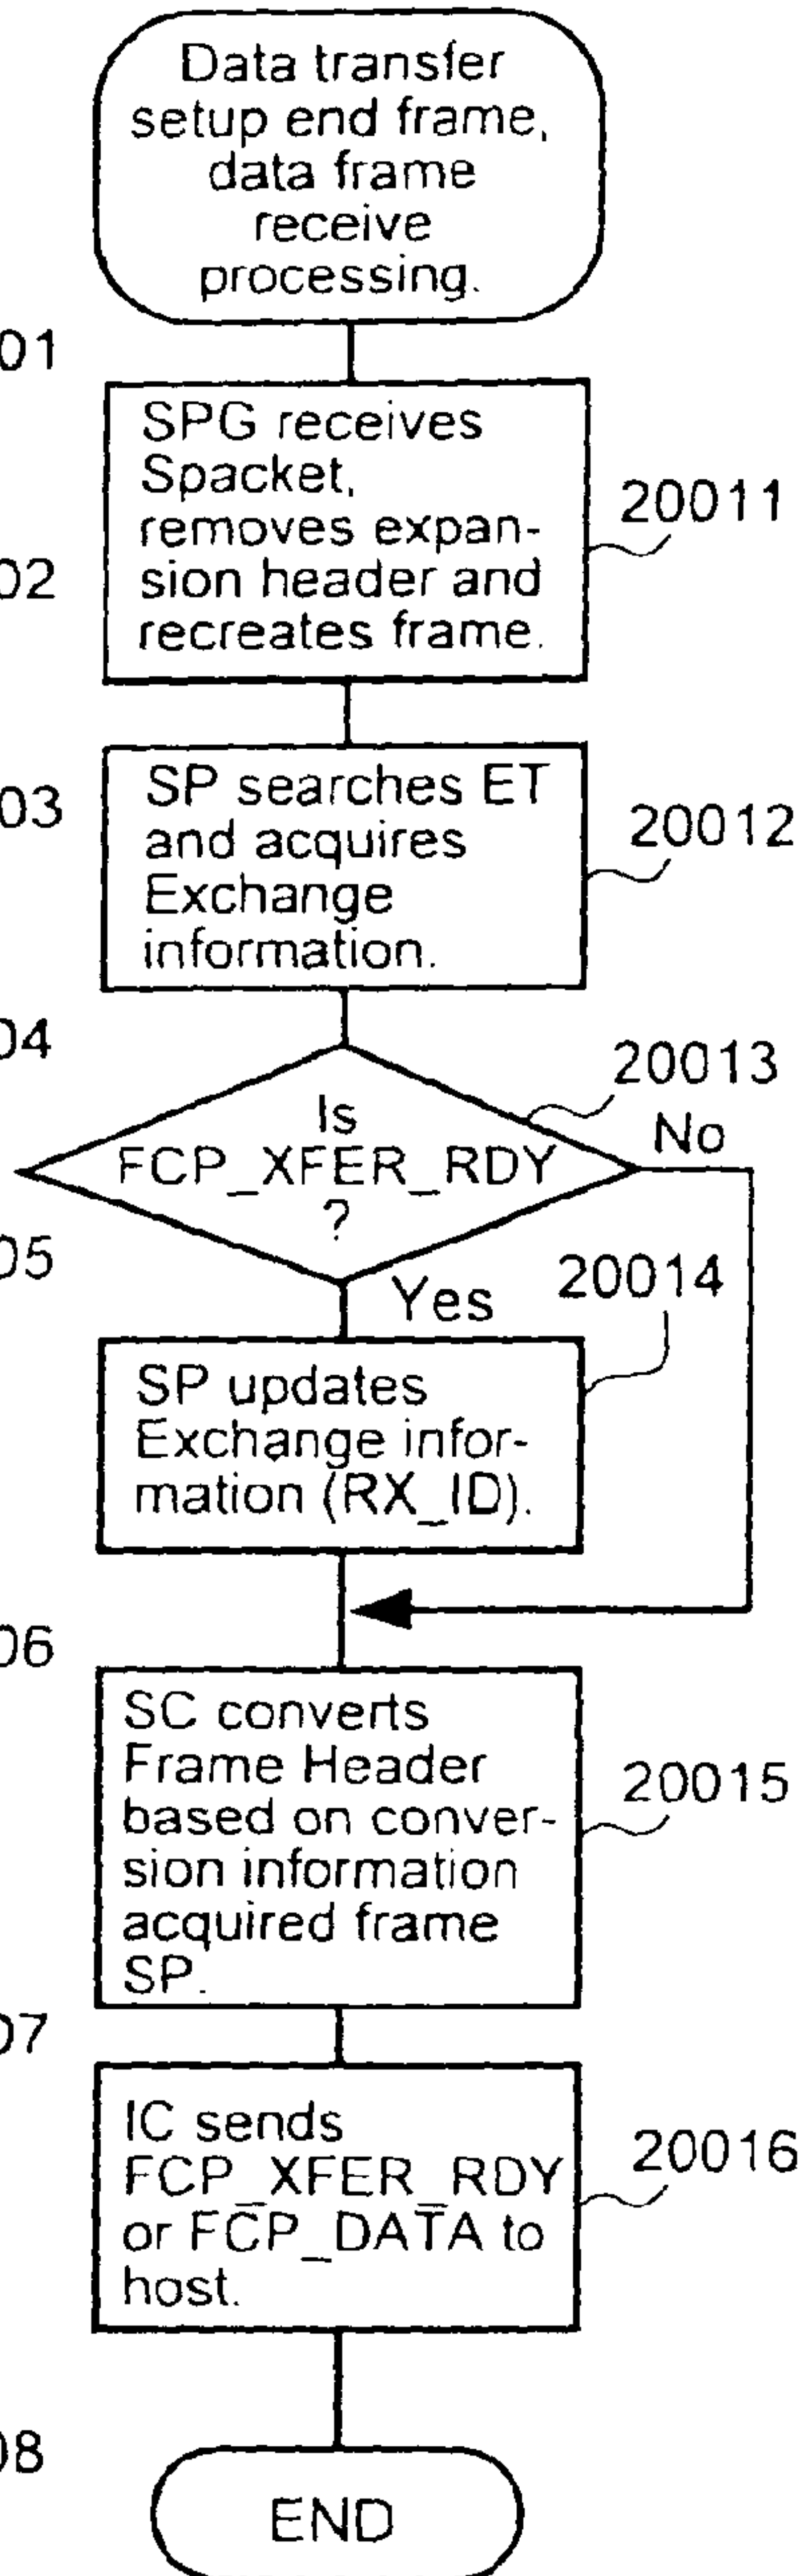 Data transfer
setup end frame,
data frame
receive
processing.
01
SPG receives
Spacket,
removes expan-
sion header and
recreates frame.
20011
02
SP searches ET
and acquires
Exchange
information.
20012
03
04
20013
Is
FCP_XFER_RDY
?
No
Yes
05
20014
SP updates
Exchange infor-
mation (RX_ID).
06
SC converts
Frame Header
based on conver-
sion information
acquired frame
SP.
20015
07
IC sends
FCP_XFER_RDY
or FCP_DATA to
host.
20016
08
END